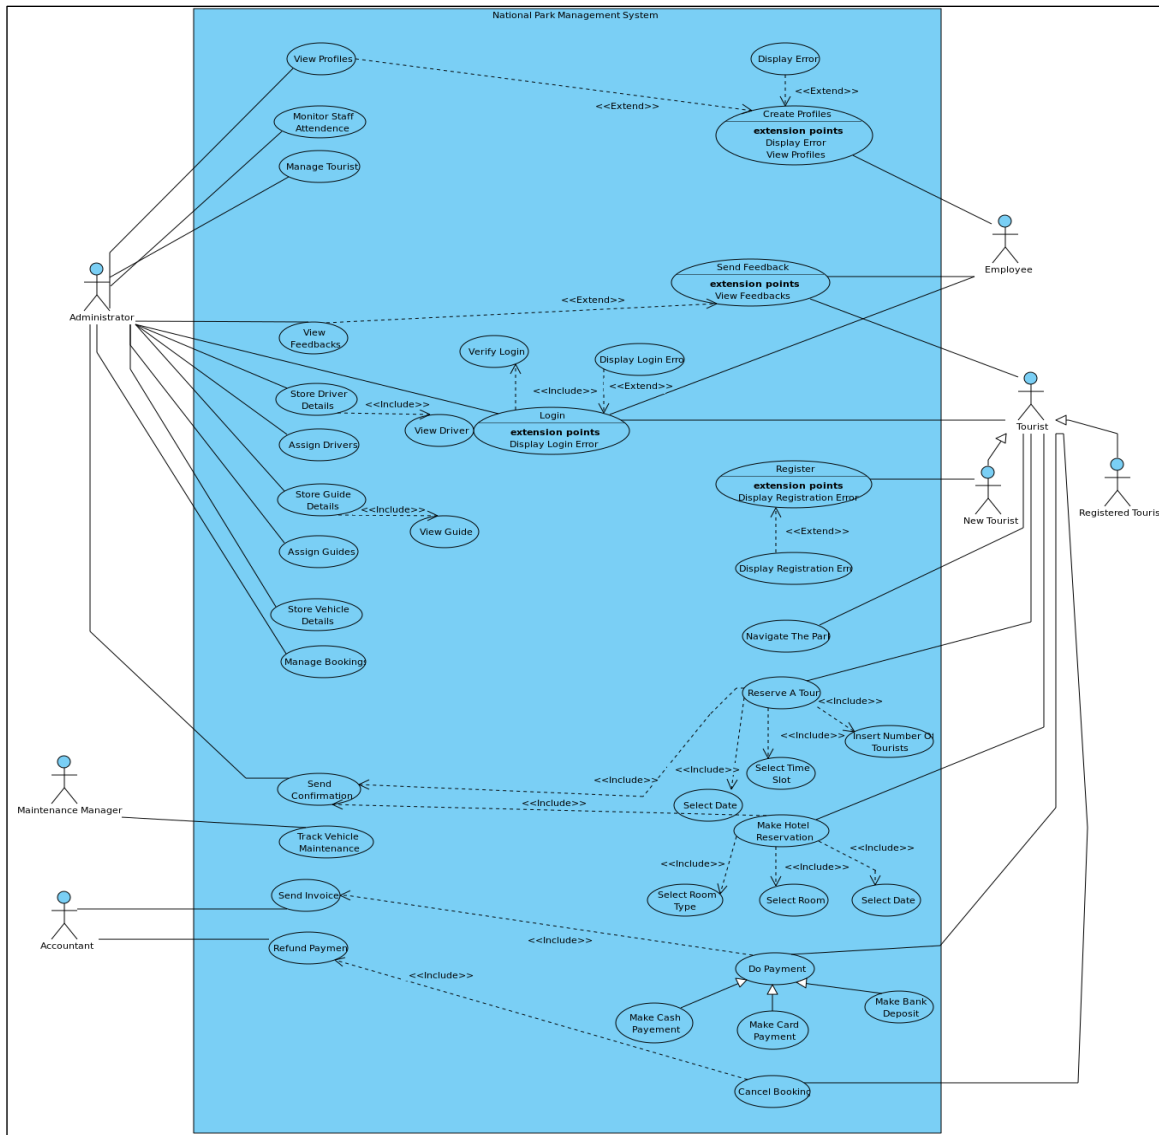 National Park Management System
View Profiles
Display Error
<<Extend>>
<<Extend>>
Create Profiles
extension points
Display Error
View Profiles
Monitor Staff
Attendence
Manage Tourist
Employee
Administrator
Send Feedback
extension points
View Feedbacks
<<Extend>>
View
Feedbacks
Verify Login
Display Login Erro
<<Include>>
<<Extend>>
Store Driver
Details
<<Include>>
View Driver
Login
extension points
Display Login Error
Tourist
Assign Drivers
Register
extension points
Display Registration Error
New Tourist
Registered Touris
Store Guide
Details
<<Include>>
View Guide
<<Extend>>
Assign Guides
Display Registration Err
Store Vehicle
Details
Navigate The Parl
Manage Bookings
Reserve A Tour
<<Include>>
<<Include>>
Insert Number O
Tourists
<<Include>>
<<Include>>
Select Time
Slot
Maintenance Manager
Send
Confirmation
<<Include>>
Select Date
Make Hotel
Reservation
Track Vehicle
Maintenance
<<Include>>
<<Include>>
<<Include>>
Send Invoice
Select Room
Type
Select Room
Select Date
Accountant
Refund Paymen
<<Include>>
<<Include>>
Do Payment
Make Cash
Payement
Make Card
Payment
Make Bank
Deposit
Cancel Booking